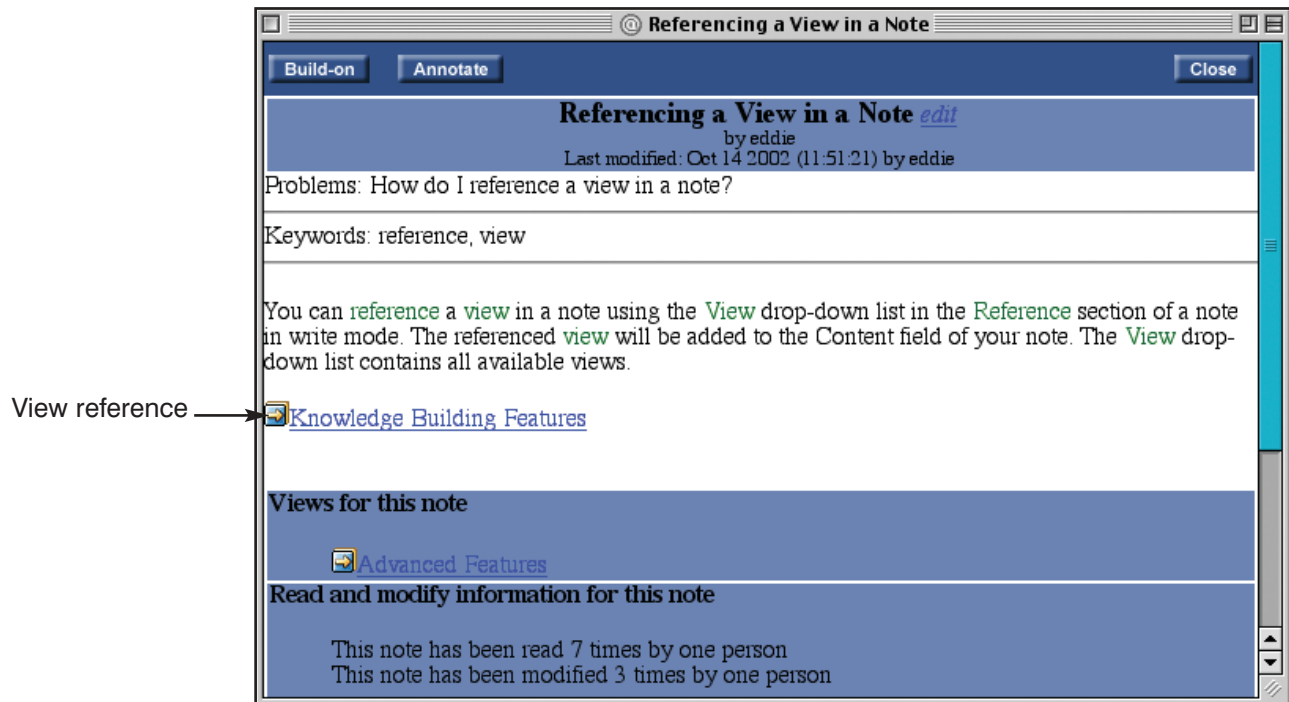 Referencing a View in a Note
Build-on Annotate Close
Referencing a View in a Note edit
by eddie
Last modified: Oct 14 2002 (11:51:21) by eddie
Problems: How do I reference a view in a note?
Keywords: reference, view
You can reference a view in a note using the View drop-down list in the Reference section of a note
in write mode. The referenced view will be added to the Content field of your note. The View drop-
down list contains all available views.
View reference
Knowledge Building Features
Views for this note
Advanced Features
Read and modify information for this note
This note has been read 7 times by one person
This note has been modified 3 times by one person